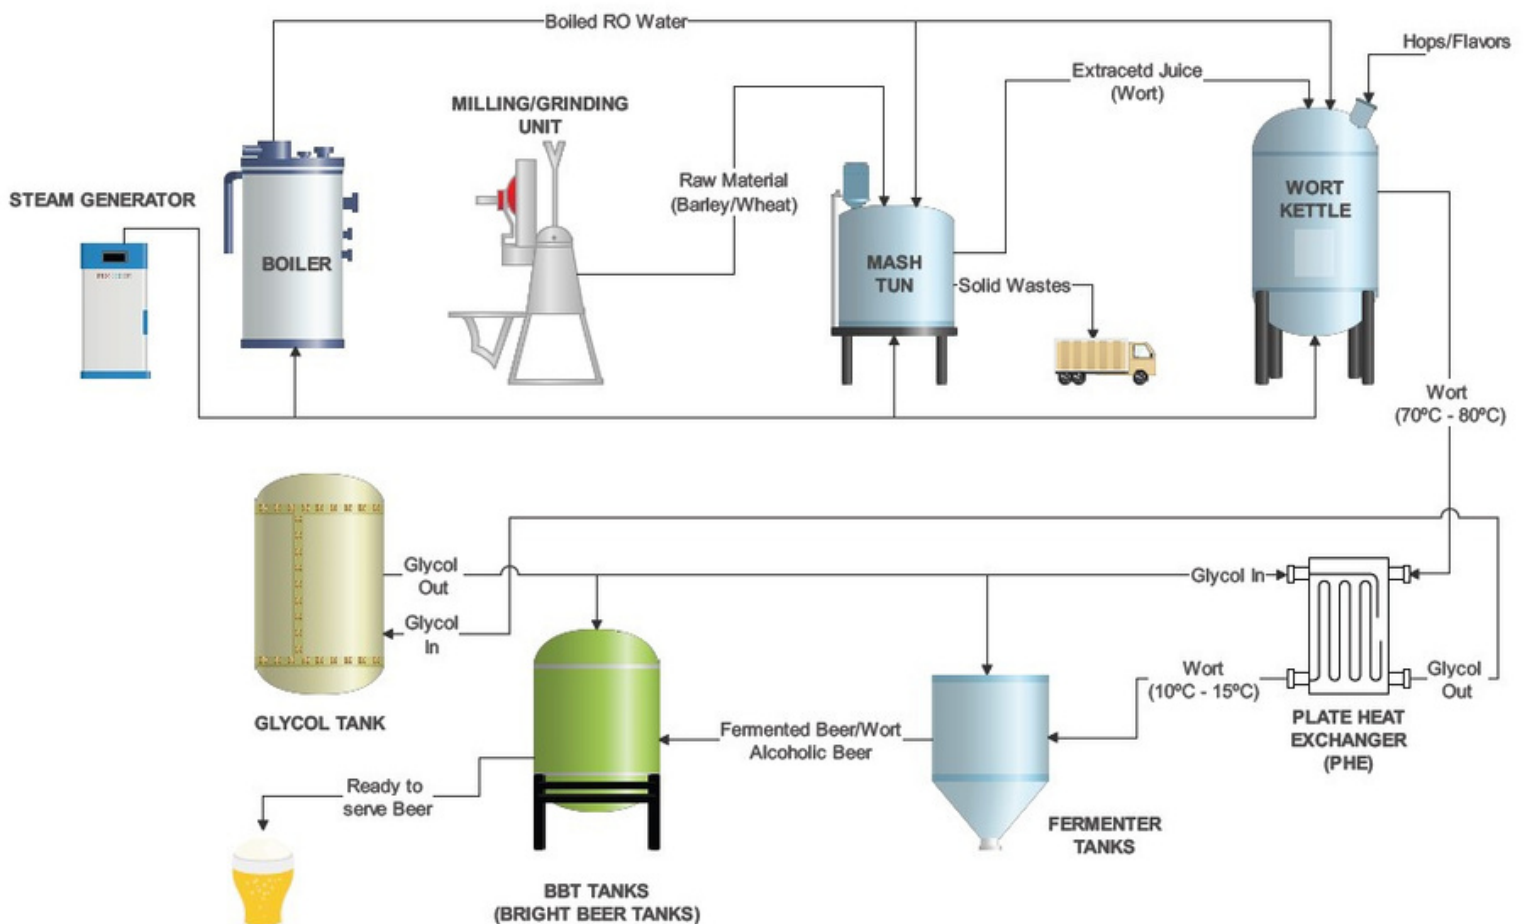 Boiled RO Water
Hops/Flavors
Extracetd Juice
(Wort)
MILLING/GRINDING
UNIT
Raw Material
(Barley/Wheat)
STEAM GENERATOR
BOILER
MASH
TUN
WORT
KETTLE
Solid Wastes
Wort
(70ºC - 80ºC)
Glycol
Out
Glycol
In
Glycol In
Wort
(10ºC - 15ºC)
Glycol
Out
GLYCOL TANK
PLATE HEAT
EXCHANGER
(PHE)
Fermented Beer/Wort
Alcoholic Beer
Ready to
serve Beer
FERMENTER
TANKS
BBT TANKS
(BRIGHT BEER TANKS)